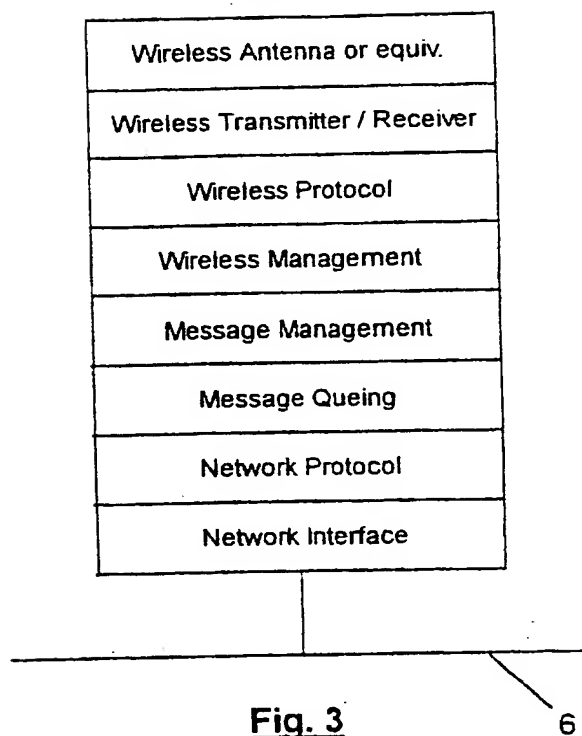 Wireless Antenna or equiv.
Wireless Transmitter / Receiver
Wireless Protocol
Wireless Management
Message Management
Message Queing
Network Protocol
Network Interface
Fig. 3
6